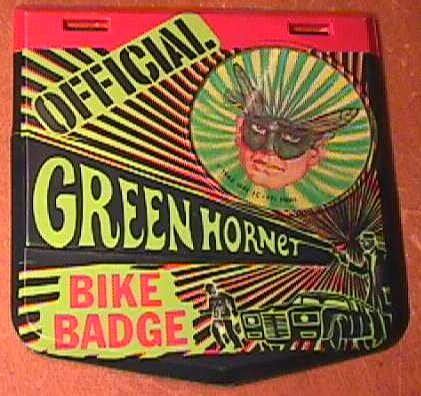 OFFICIAL
GREEN HORNET
BIKE
BADGE